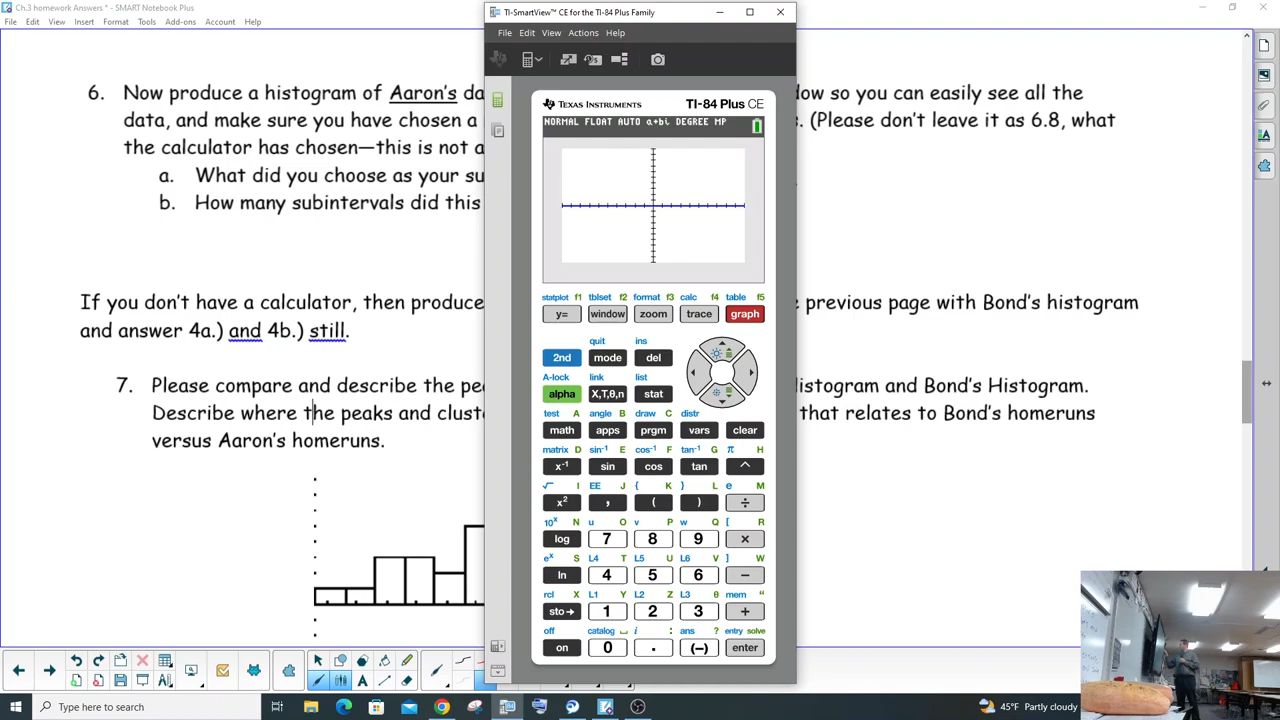 Ch.3 homework Answers * - SMART Notebook Plus
File Edit View Insert Format Tools Add-ons Account Help
TI-SmartView™ CE for the TI-84 Plus Family
File Edit View Actions Help
6. Now produce a histogram of Aaron's da
dow so you can easily see all the
data, and make sure you have chosen a
. (Please don't leave it as 6.8, what
the calculator has chosen—this is not a
a. What did you choose as your su
b. How many subintervals did this
If you don't have a calculator, then produce
e previous page with Bond's histogram
and answer 4a.) and 4b.) still.
7. Please compare and describe the pe
Histogram and Bond's Histogram.
Describe where the peaks and cluste
that relates to Bond's homeruns
versus Aaron's homeruns.
TEXAS INSTRUMENTS TI-84 Plus CE
NORMAL FLOAT AUTO a+bi DEGREE MP
statplot f1 tblset f2 format f3 calc f4 table f5
y= window zoom trace graph
quit ins
2nd mode del
A-lock link list
alpha X,T,θ,n stat
test A angle B draw C distr
math apps prgm vars clear
matrix D sin⁻¹ E cos⁻¹ F tan⁻¹ G π H
x⁻¹ sin cos tan ^
√ I EE J { K } L e M
x² , ( ) ÷
10ˣ N u O v P w Q [ R
log 7 8 9 ×
eˣ S L4 T L5 U L6 V ] W
ln 4 5 6 −
rcl X L1 Y L2 Z L3 θ mem "
sto→ 1 2 3 +
off catalog ⎵ i : ans ? entry solve
on 0 . (−) enter
Type here to search
45°F Partly cloudy